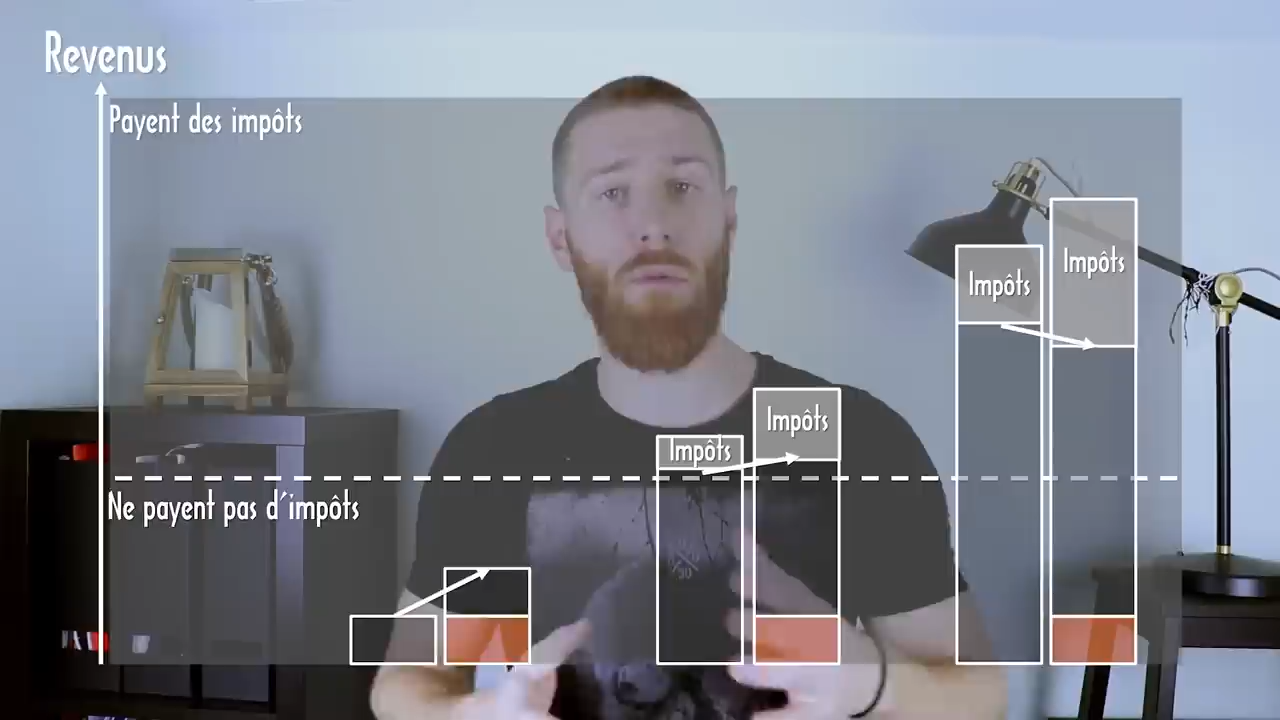 Revenus
Payent des impôts
Impôts
Impôts
Impôts
Impôts
Ne payent pas d'impôts